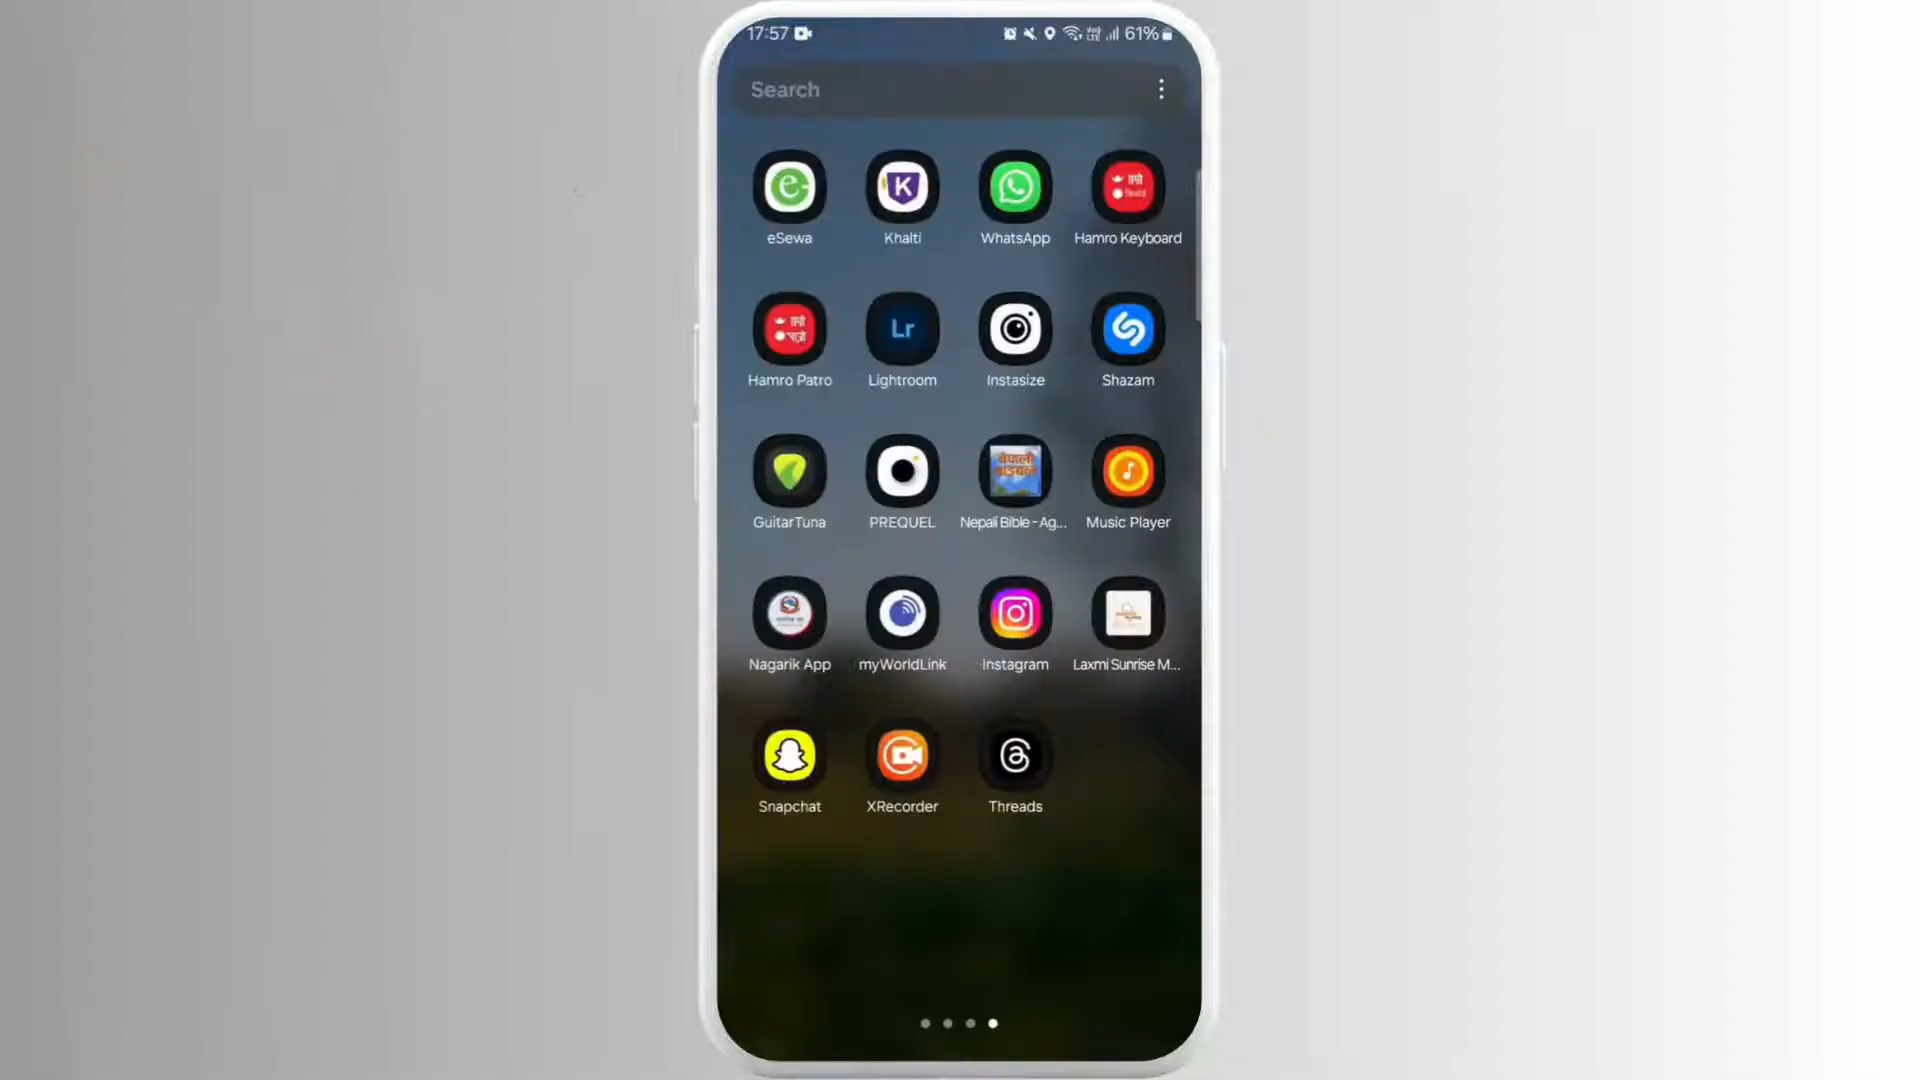 17:57
61%
Search
eSewa
Khalti
WhatsApp
Hamro Keyboard
Hamro Patro
Lr
Lightroom
Instasize
Shazam
GuitarTuna
PREQUEL
नेपाली
Nepali Bible - Ag...
Music Player
Nagarik App
myWorldLink
Instagram
Laxmi Sunrise M...
Snapchat
XRecorder
Threads